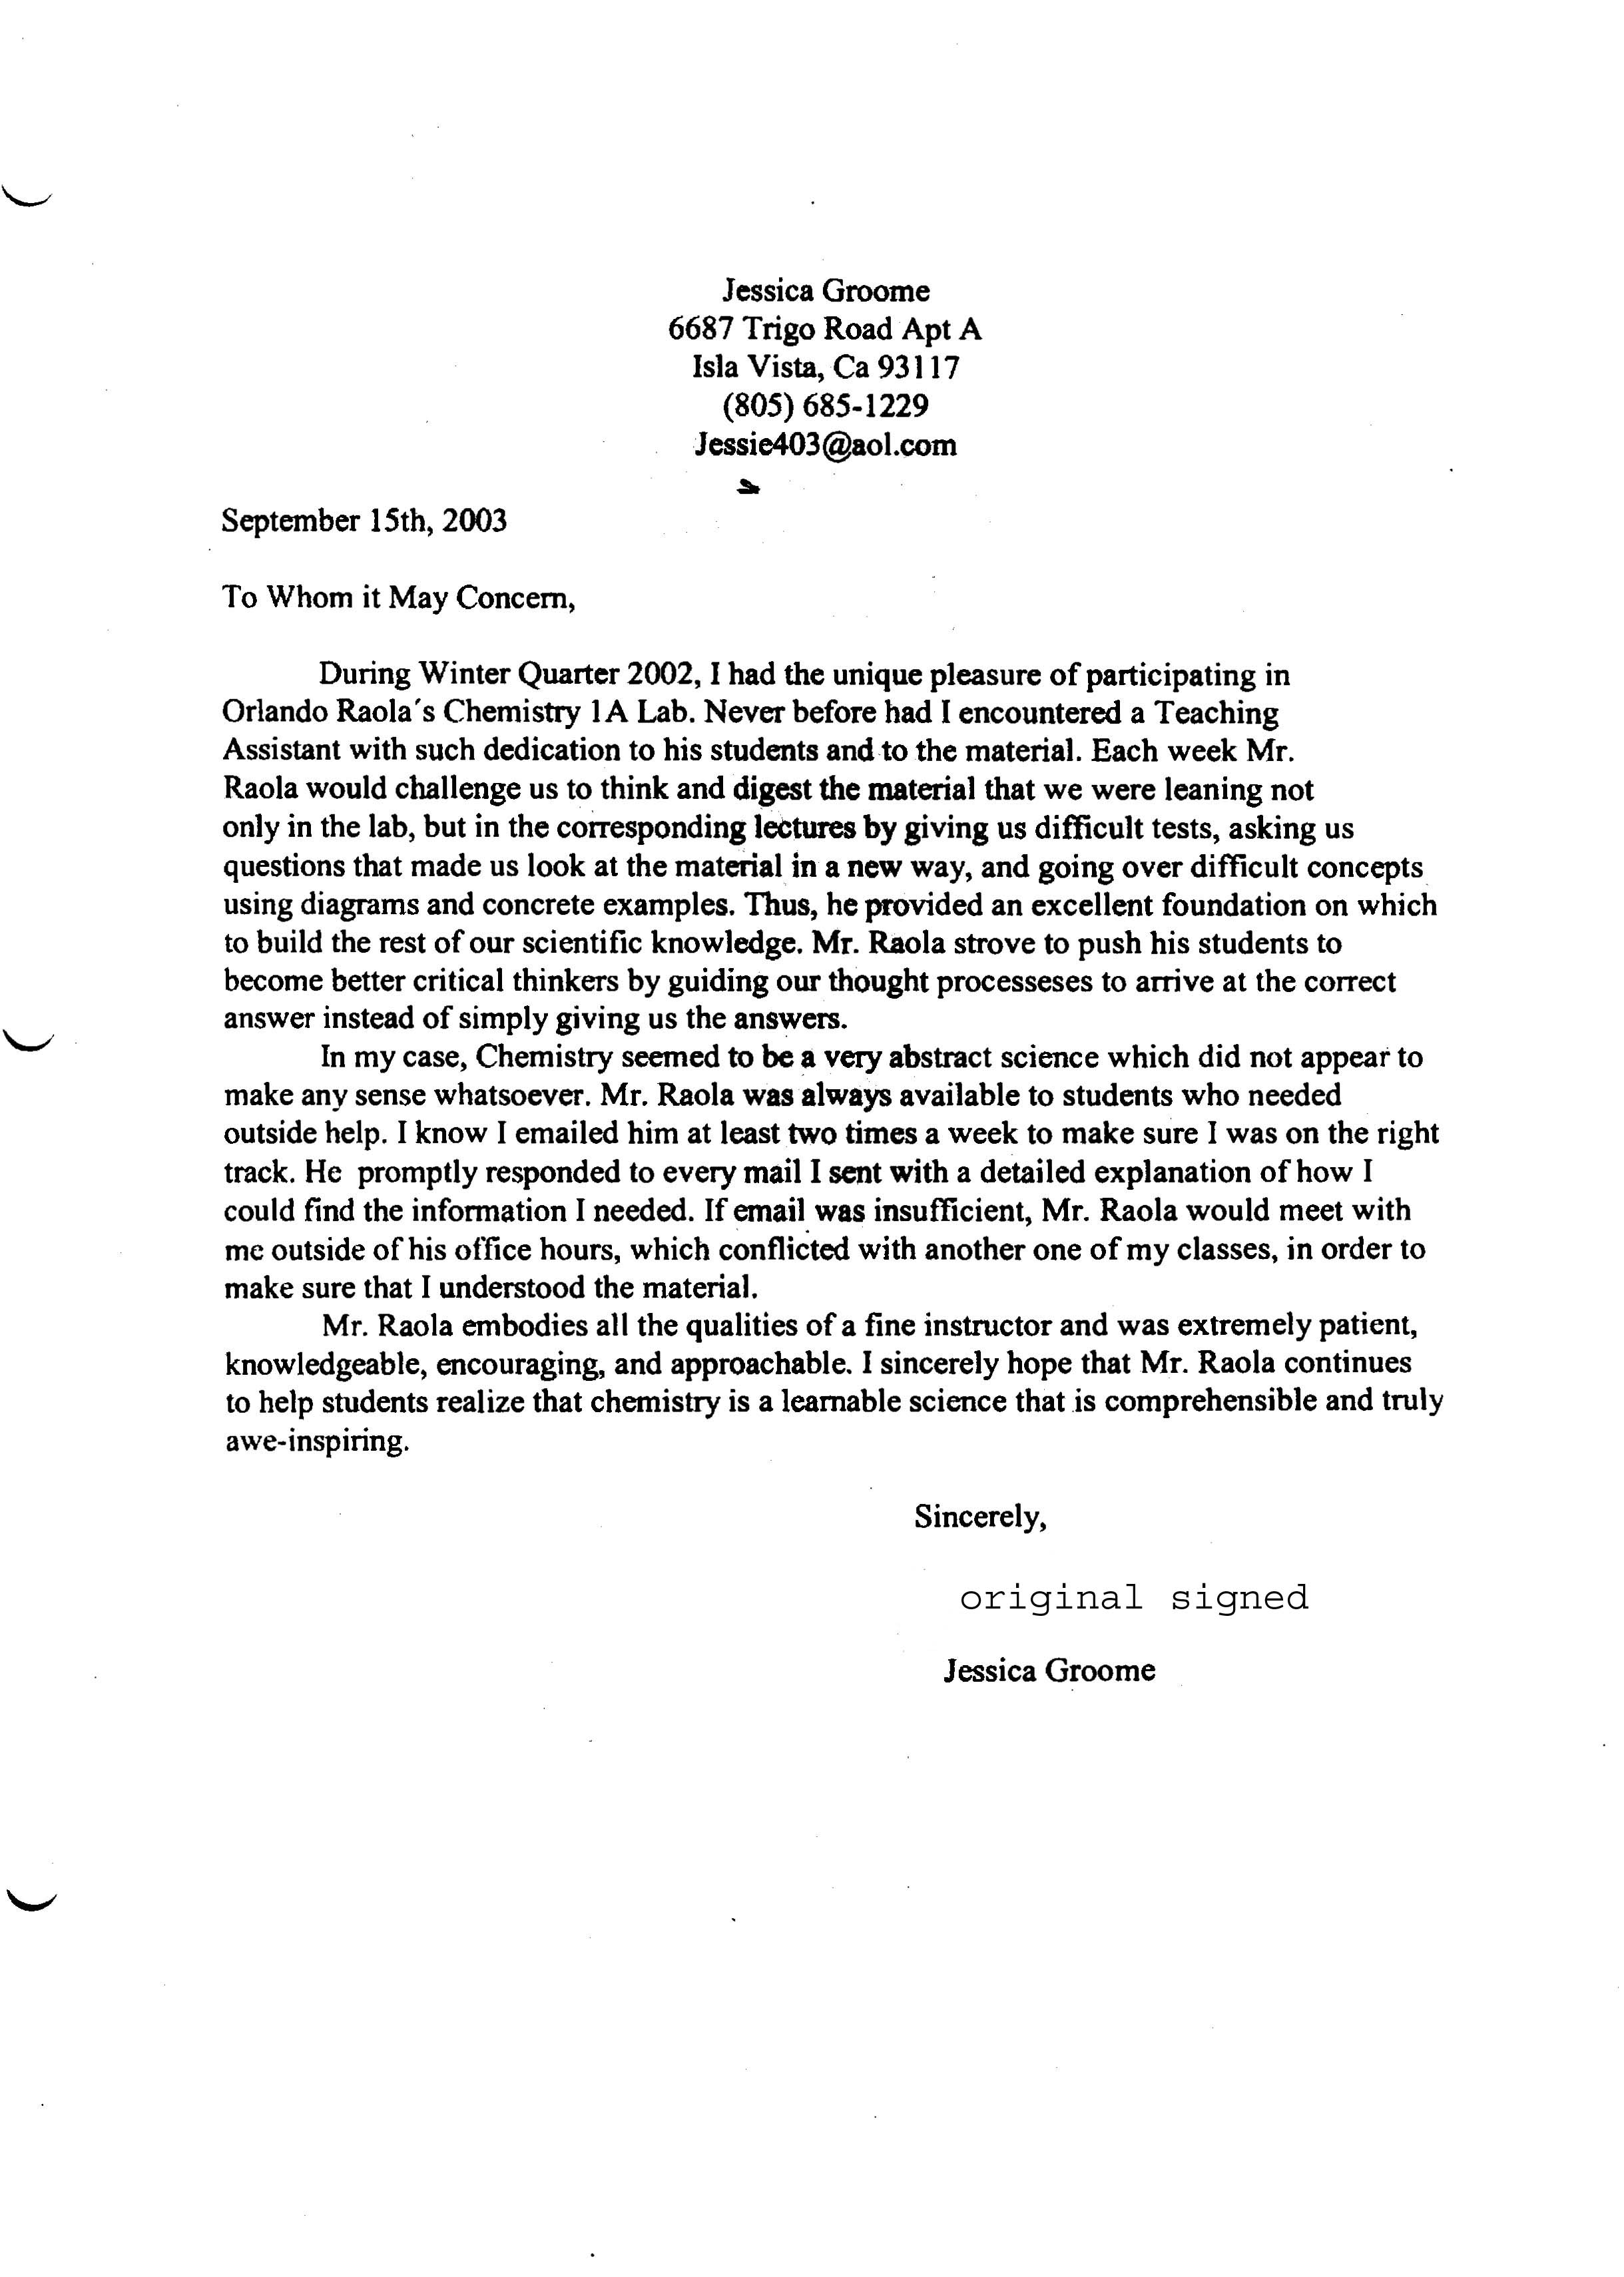 Jessica Groome
6687 Trigo Road Apt A
Isla Vista, Ca 93117
(805) 685-1229
Jessie403@aol.com
September 15th, 2003
To Whom it May Concern,
During Winter Quarter 2002, I had the unique pleasure of participating in
Orlando Raola's Chemistry 1A Lab. Never before had I encountered a Teaching
Assistant with such dedication to his students and to the material. Each week Mr.
Raola would challenge us to think and digest the material that we were leaning not
only in the lab, but in the corresponding lectures by giving us difficult tests, asking us
questions that made us look at the material in a new way, and going over difficult concepts
using diagrams and concrete examples. Thus, he provided an excellent foundation on which
to build the rest of our scientific knowledge. Mr. Raola strove to push his students to
become better critical thinkers by guiding our thought processeses to arrive at the correct
answer instead of simply giving us the answers.
In my case, Chemistry seemed to be a very abstract science which did not appear to
make any sense whatsoever. Mr. Raola was always available to students who needed
outside help. I know I emailed him at least two times a week to make sure I was on the right
track. He  promptly responded to every mail I sent with a detailed explanation of how I
could find the information I needed. If email was insufficient, Mr. Raola would meet with
me outside of his office hours, which conflicted with another one of my classes, in order to
make sure that I understood the material.
Mr. Raola embodies all the qualities of a fine instructor and was extremely patient,
knowledgeable, encouraging, and approachable. I sincerely hope that Mr. Raola continues
to help students realize that chemistry is a learnable science that is comprehensible and truly
awe-inspiring.
Sincerely,
original signed
Jessica Groome